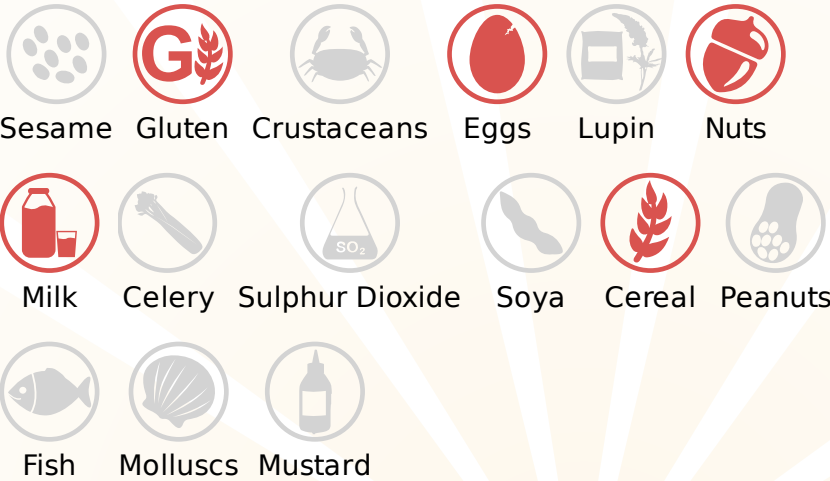 G
Sesame Gluten Crustaceans Eggs Lupin Nuts
SO₂
Milk Celery Sulphur Dioxide Soya Cereal Peanuts
Fish Molluscs Mustard